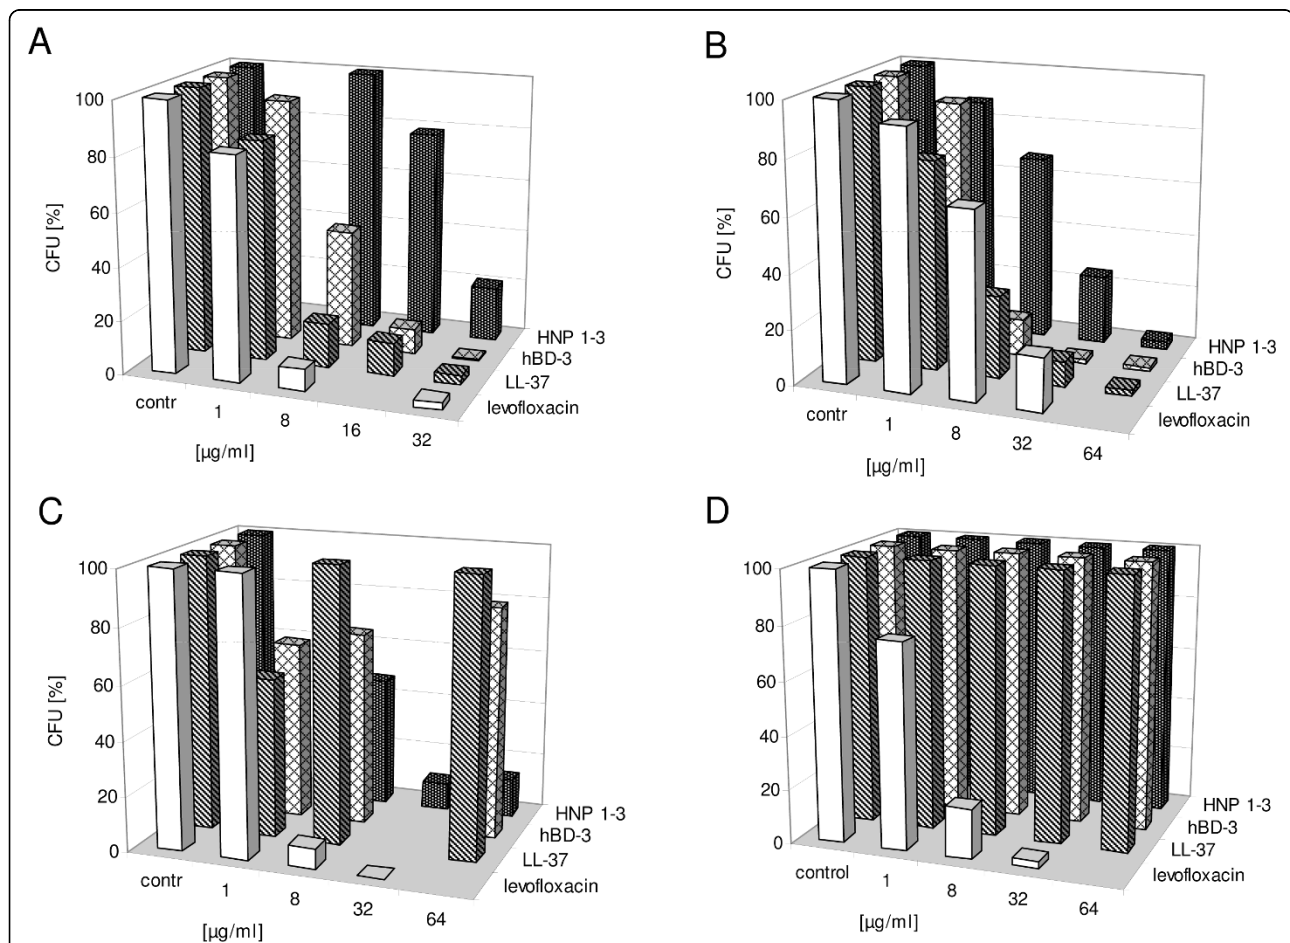 A
100
80
60
40
20
0
CFU [%]
contr
1
8
16
32
[µg/ml]
HNP 1-3
hBD-3
LL-37
levofloxacin
B
100
80
60
40
20
0
CFU [%]
contr
1
8
32
64
[µg/ml]
HNP 1-3
hBD-3
LL-37
levofloxacin
C
100
80
60
40
20
0
CFU [%]
contr
1
8
32
64
[µg/ml]
HNP 1-3
hBD-3
LL-37
levofloxacin
D
100
80
60
40
20
0
control
1
8
32
64
[µg/ml]
HNP 1-3
hBD-3
LL-37
levofloxacin